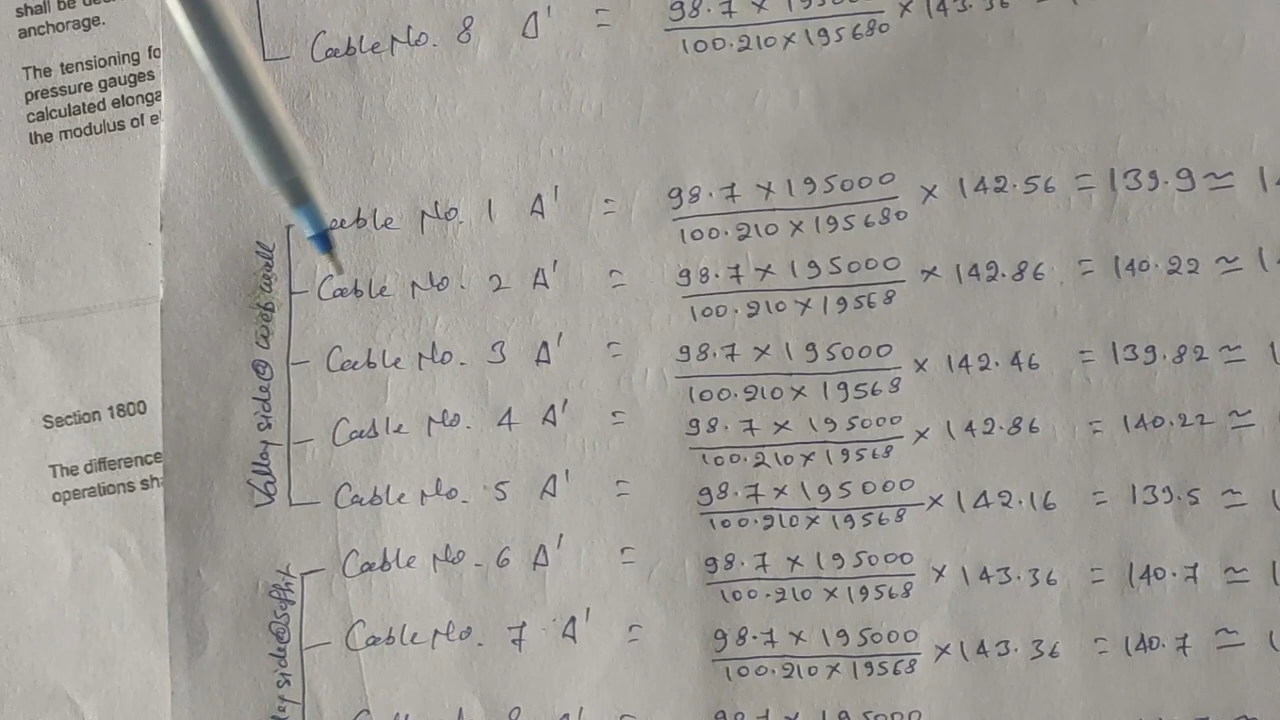 shall be
anchorage.
The tensioning fo
pressure gauges
calculated elonga
the modulus of e
Section 1800
The difference
operations sh
Cable No. 8 A' = 98.7 × / 100.210×195680 × 143.36
Valley side@ web wall
Cable No. 1 A' = 98.7 ×195000 / 100.210×195680 × 142.56 = 139.9 ≃
Cable No. 2 A' = 98.7 ×195000 / 100.210×19568 × 142.86 = 140.22 ≃
Cable No. 3 A' = 98.7 ×195000 / 100.210× 19568 × 142.46 = 139.82 ≃
Cable No. 4 A' = 98.7 × 195000 / 100.210×19568 × 142.86 = 140.22 ≃
Cable No. 5 A' = 98.7×195000 / 100.210×19568 ×142.16 = 139.5 ≃
side@Soffit
Cable No. 6 A' = 98.7 ×195000 / 100.210 ×19568 × 143.36 = 140.7 ≃
Cable No. 7 A' = 98.7 ×195000 / 100.210×19568 ×143.36 = 140.7 ≃